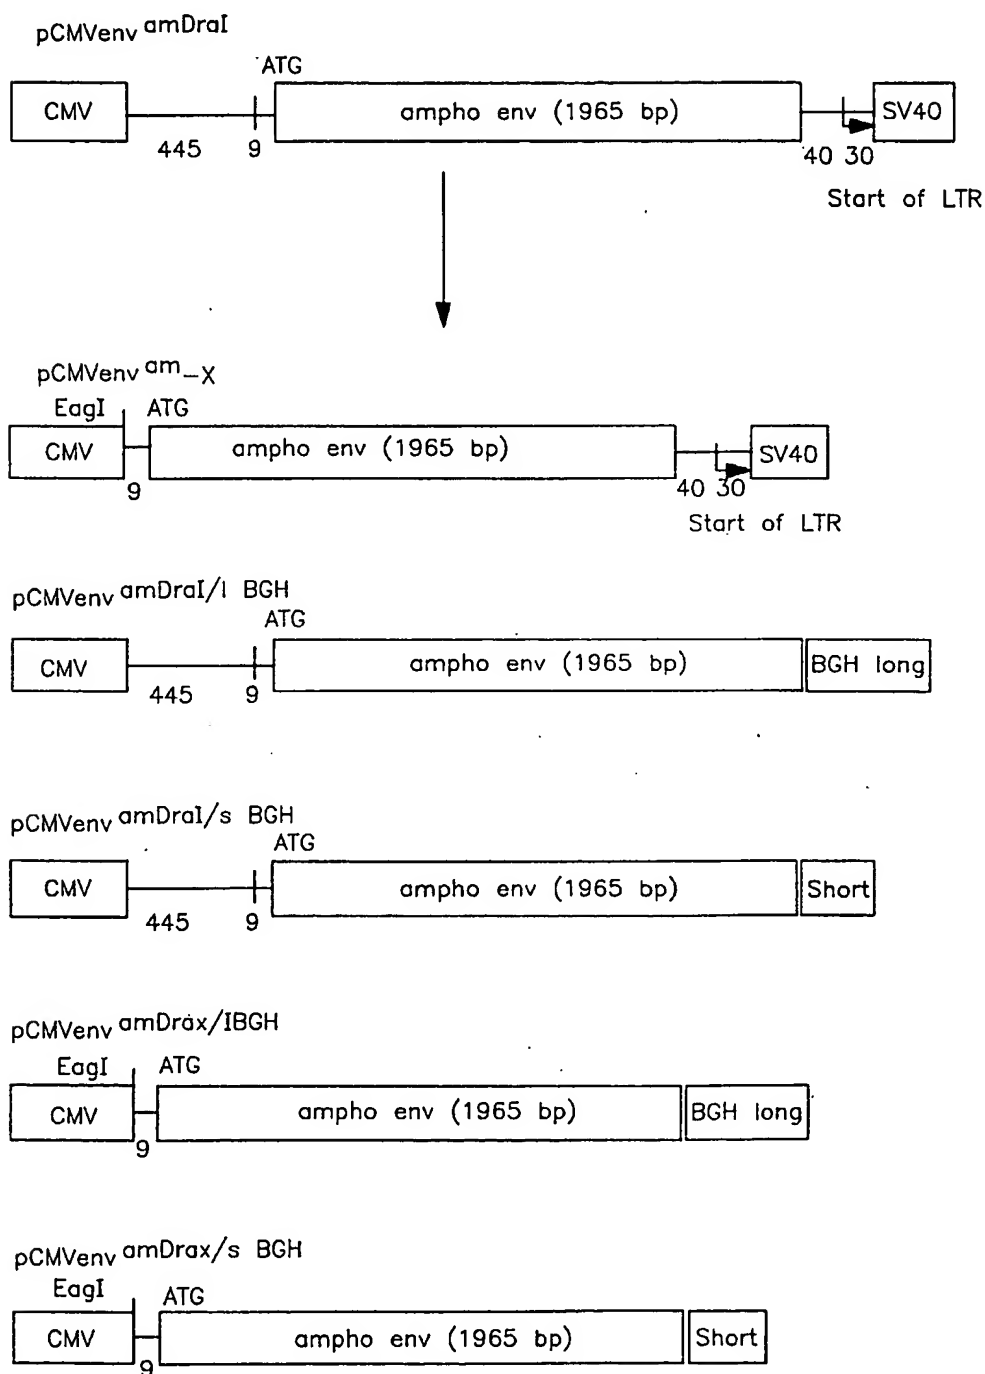 pCMVenv amDraI
ATG
CMV
ampho env (1965 bp)
SV40
445
9
40
30
Start of LTR
pCMVenv am-X
EagI
ATG
CMV
ampho env (1965 bp)
SV40
9
40
30
Start of LTR
pCMVenv amDraI/l BGH
ATG
CMV
ampho env (1965 bp)
BGH long
445
9
pCMVenv amDraI/s BGH
ATG
CMV
ampho env (1965 bp)
Short
445
9
pCMVenv amDrax/lBGH
EagI
ATG
CMV
ampho env (1965 bp)
BGH long
9
pCMVenv amDrax/s BGH
EagI
ATG
CMV
ampho env (1965 bp)
Short
9